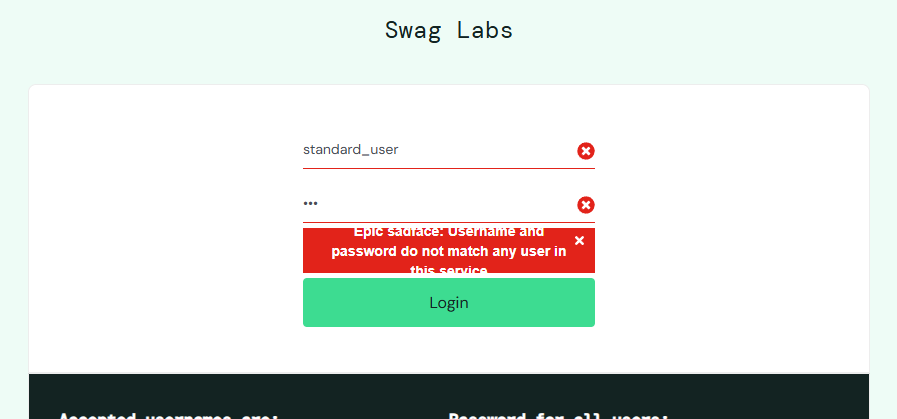 Swag Labs
standard_user
•••
Epic sadface: Username and
password do not match any user in
this service
Login
Accepted usernames are:
Password for all users: